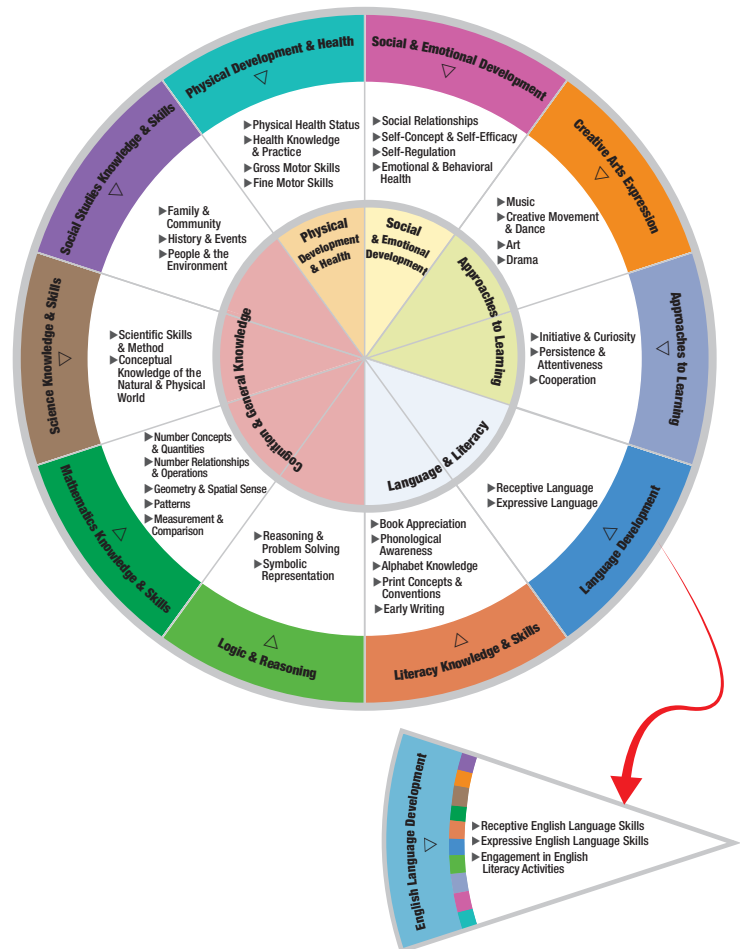 Physical Development & Health
▶Physical Health Status
▶Health Knowledge
& Practice
▶Gross Motor Skills
▶Fine Motor Skills
Social & Emotional Development
▶Social Relationships
▶Self-Concept & Self-Efficacy
▶Self-Regulation
▶Emotional & Behavioral
Health
Creative Arts Expression
▶Music
▶Creative Movement
& Dance
▶Art
▶Drama
Approaches to Learning
▶Initiative & Curiosity
▶Persistence &
Attentiveness
▶Cooperation
Language Development
▶Receptive Language
▶Expressive Language
Literacy Knowledge & Skills
▶Book Appreciation
▶Phonological
Awareness
▶Alphabet Knowledge
▶Print Concepts &
Conventions
▶Early Writing
Logic & Reasoning
▶Reasoning &
Problem Solving
▶Symbolic
Representation
Mathematics Knowledge & Skills
▶Number Concepts
& Quantities
▶Number Relationships
& Operations
▶Geometry & Spatial Sense
▶Patterns
▶Measurement &
Comparison
Science Knowledge & Skills
▶Scientific Skills
& Method
▶Conceptual
Knowledge of the
Natural & Physical
World
Social Studies Knowledge & Skills
▶Family &
Community
▶History & Events
▶People & the
Environment
Physical
Development
& Health
Social
& Emotional
Development
Approaches to Learning
Language & Literacy
Cognition & General Knowledge
English Language Development
▶Receptive English Language Skills
▶Expressive English Language Skills
▶Engagement in English
Literacy Activities